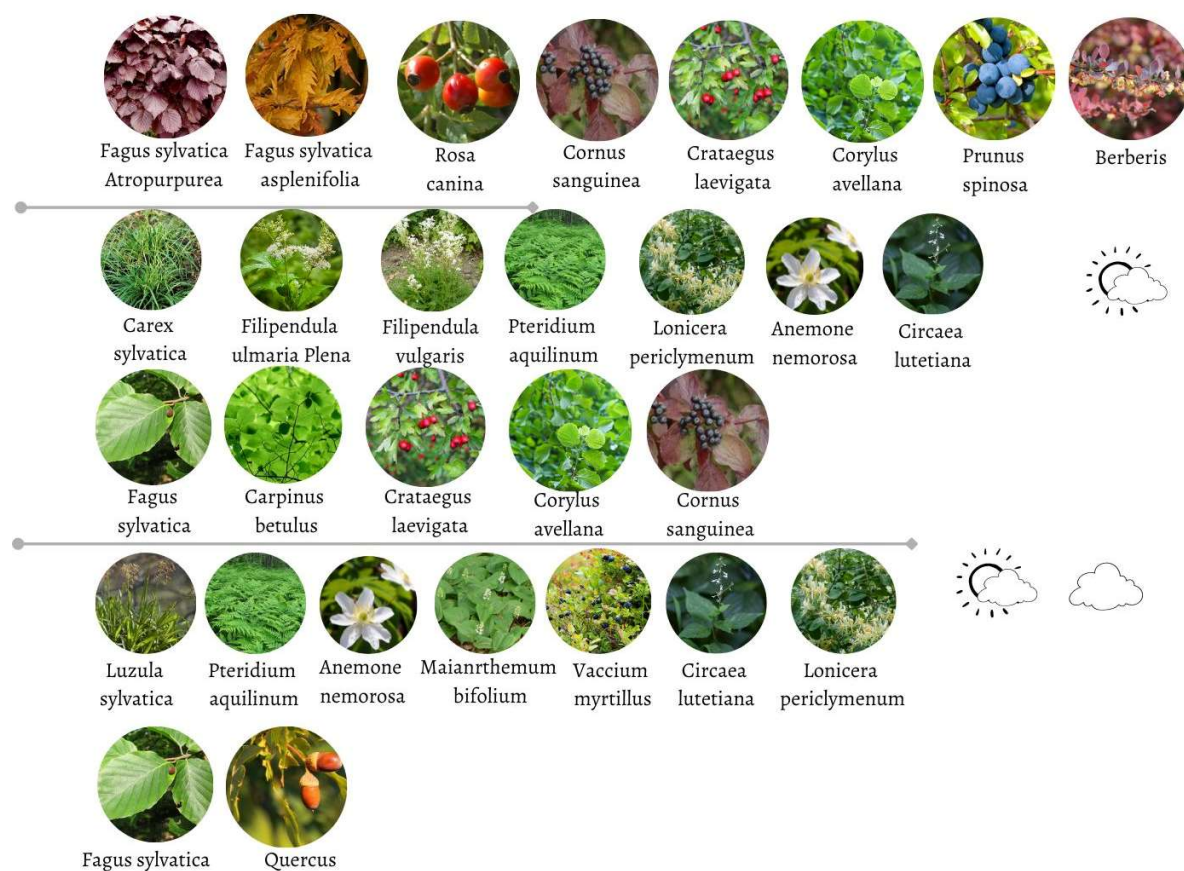 Fagus sylvatica Atropurpurea
Fagus sylvatica asplenifolia
Rosa canina
Cornus sanguinea
Crataegus laevigata
Corylus avellana
Prunus spinosa
Berberis
Carex sylvatica
Filipendula ulmaria Plena
Filipendula vulgaris
Pteridium aquilinum
Lonicera periclymenum
Anemone nemorosa
Circaea lutetiana
Fagus sylvatica
Carpinus betulus
Crataegus laevigata
Corylus avellana
Cornus sanguinea
Luzula sylvatica
Pteridium aquilinum
Anemone nemorosa
Maianrthemum bifolium
Vaccium myrtillus
Circaea lutetiana
Lonicera periclymenum
Fagus sylvatica
Quercus